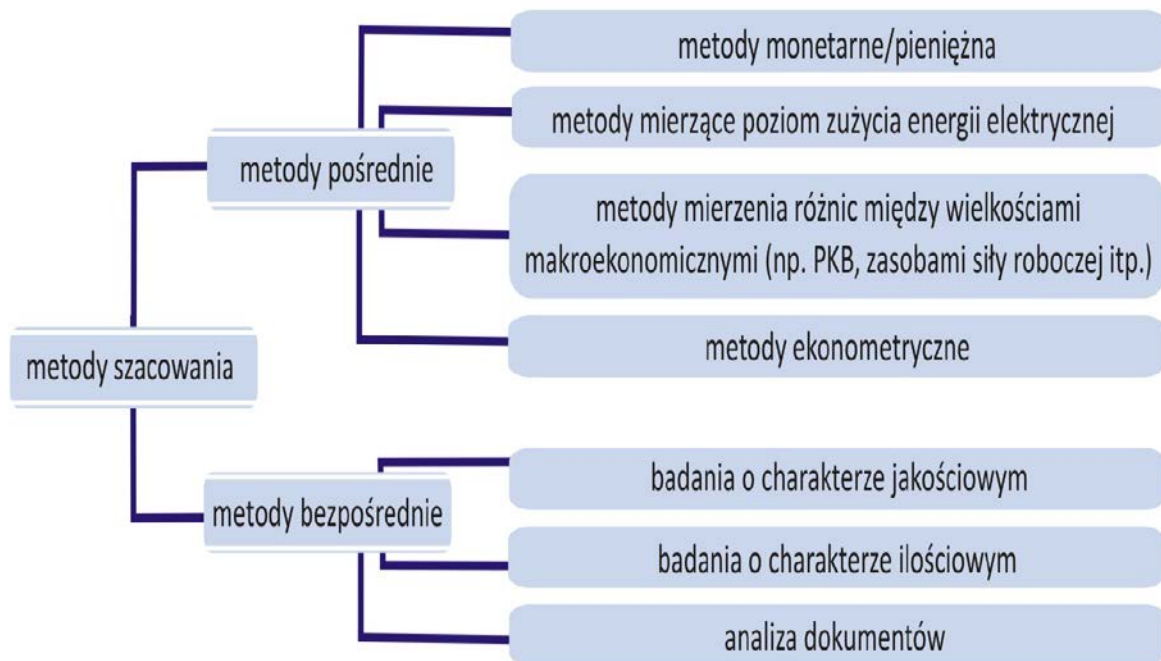 metody szacowania
metody pośrednie
metody monetarne/pieniężna
metody mierzące poziom zużycia energii elektrycznej
metody mierzenia różnic między wielkościami
makroekonomicznymi (np. PKB, zasobami siły roboczej itp.)
metody ekonometryczne
metody bezpośrednie
badania o charakterze jakościowym
badania o charakterze ilościowym
analiza dokumentów